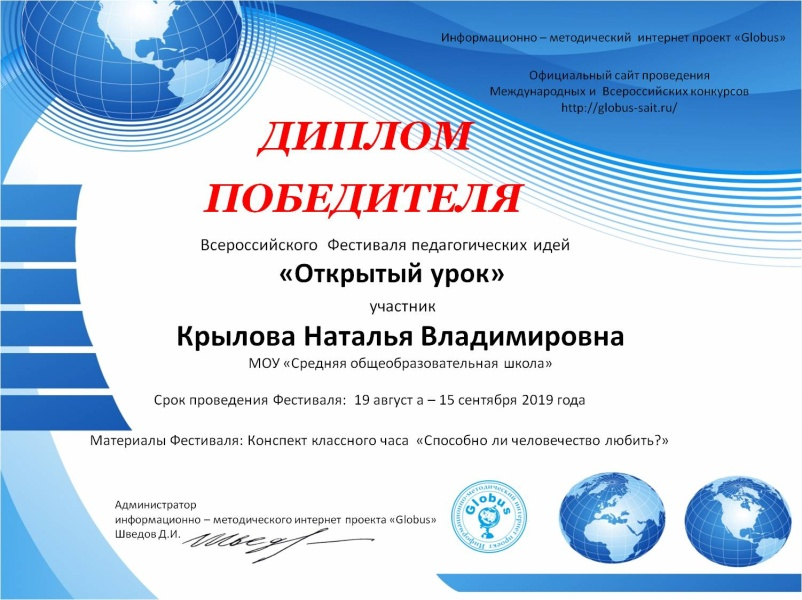 Информационно – методический интернет проект «Globus»
Официальный сайт проведения
Международных и Всероссийских конкурсов
http://globus-sait.ru/
ДИПЛОМ
ПОБЕДИТЕЛЯ
Всероссийского Фестиваля педагогических идей
«Открытый урок»
участник
Крылова Наталья Владимировна
МОУ «Средняя общеобразовательная школа»
Срок проведения Фестиваля: 19 август а – 15 сентября 2019 года
Материалы Фестиваля: Конспект классного часа «Способно ли человечество любить?»
Администратор
информационно – методического интернет проекта «Globus»
Шведов Д.И.
Шведов
Globus
Информационно-методический интернет проект